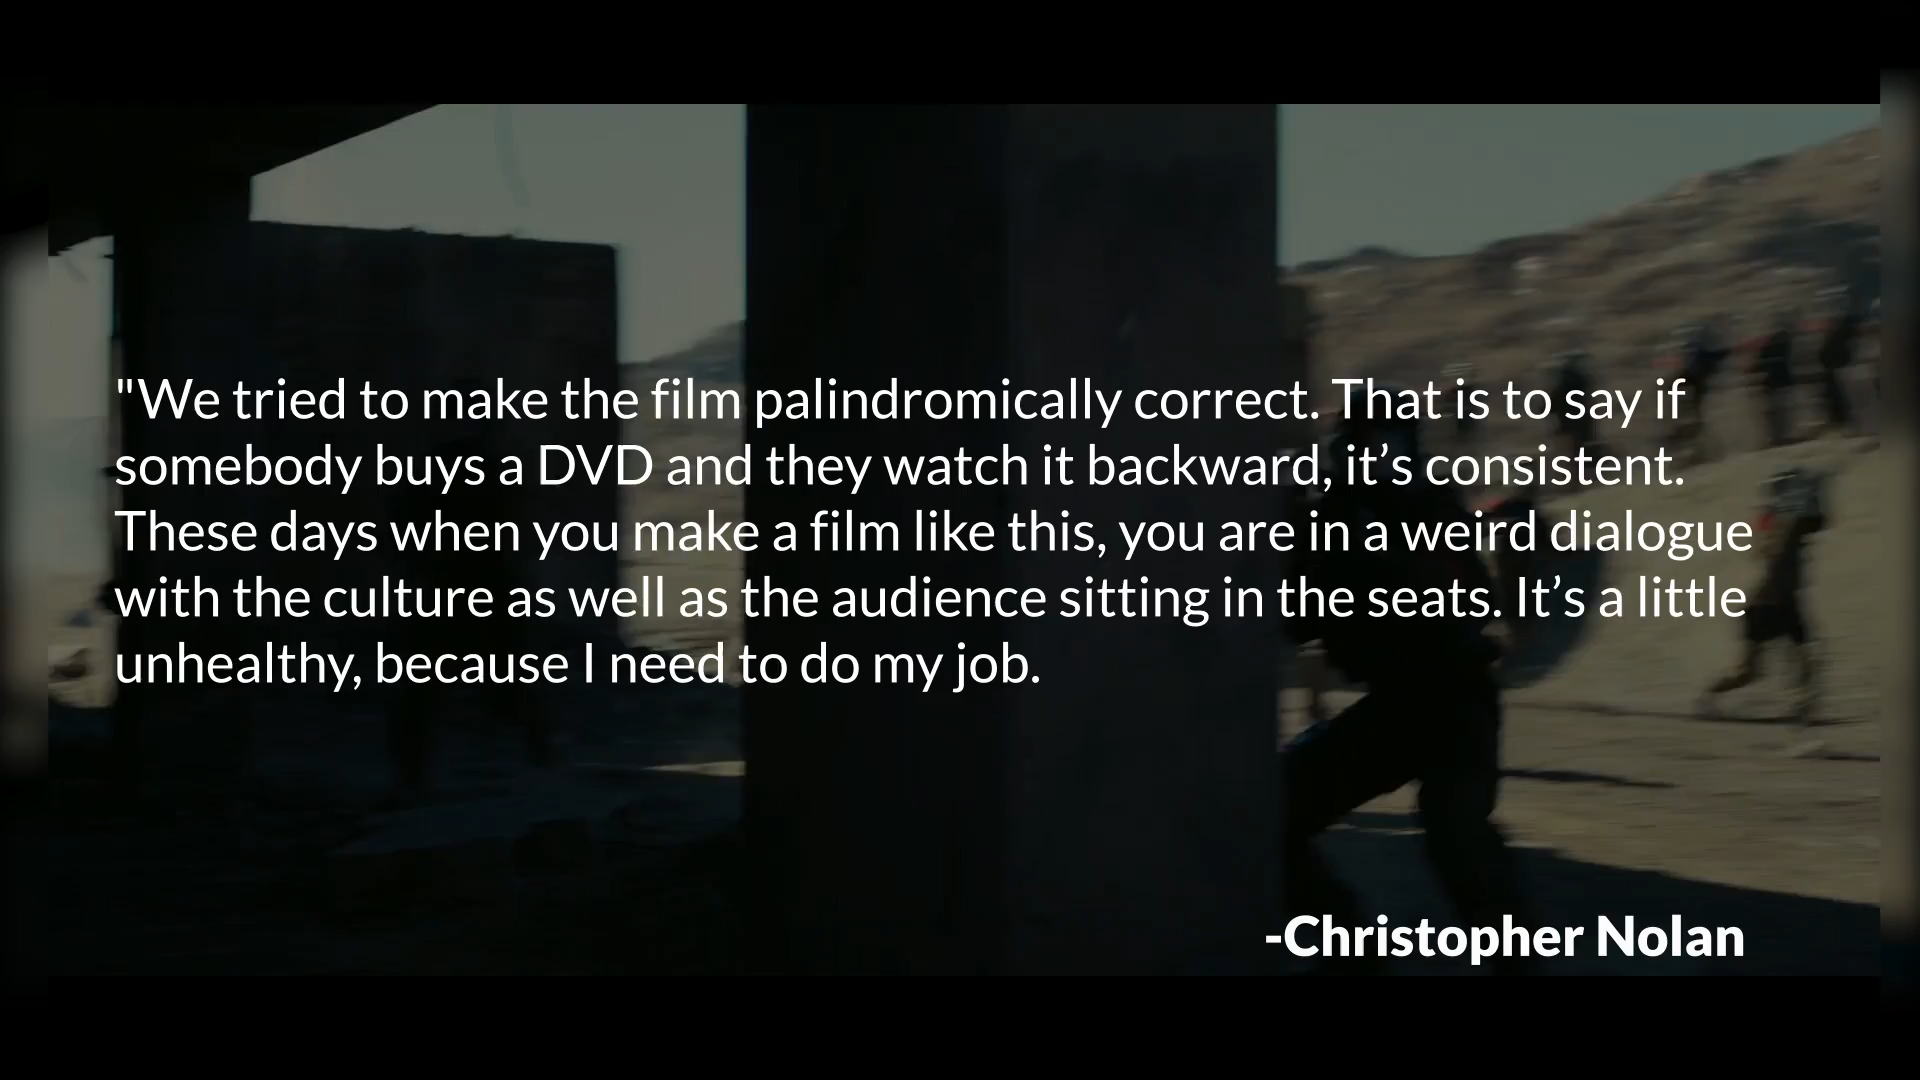 "We tried to make the film palindromically correct. That is to say if
somebody buys a DVD and they watch it backward, it’s consistent.
These days when you make a film like this, you are in a weird dialogue
with the culture as well as the audience sitting in the seats. It’s a little
unhealthy, because I need to do my job.
-Christopher Nolan